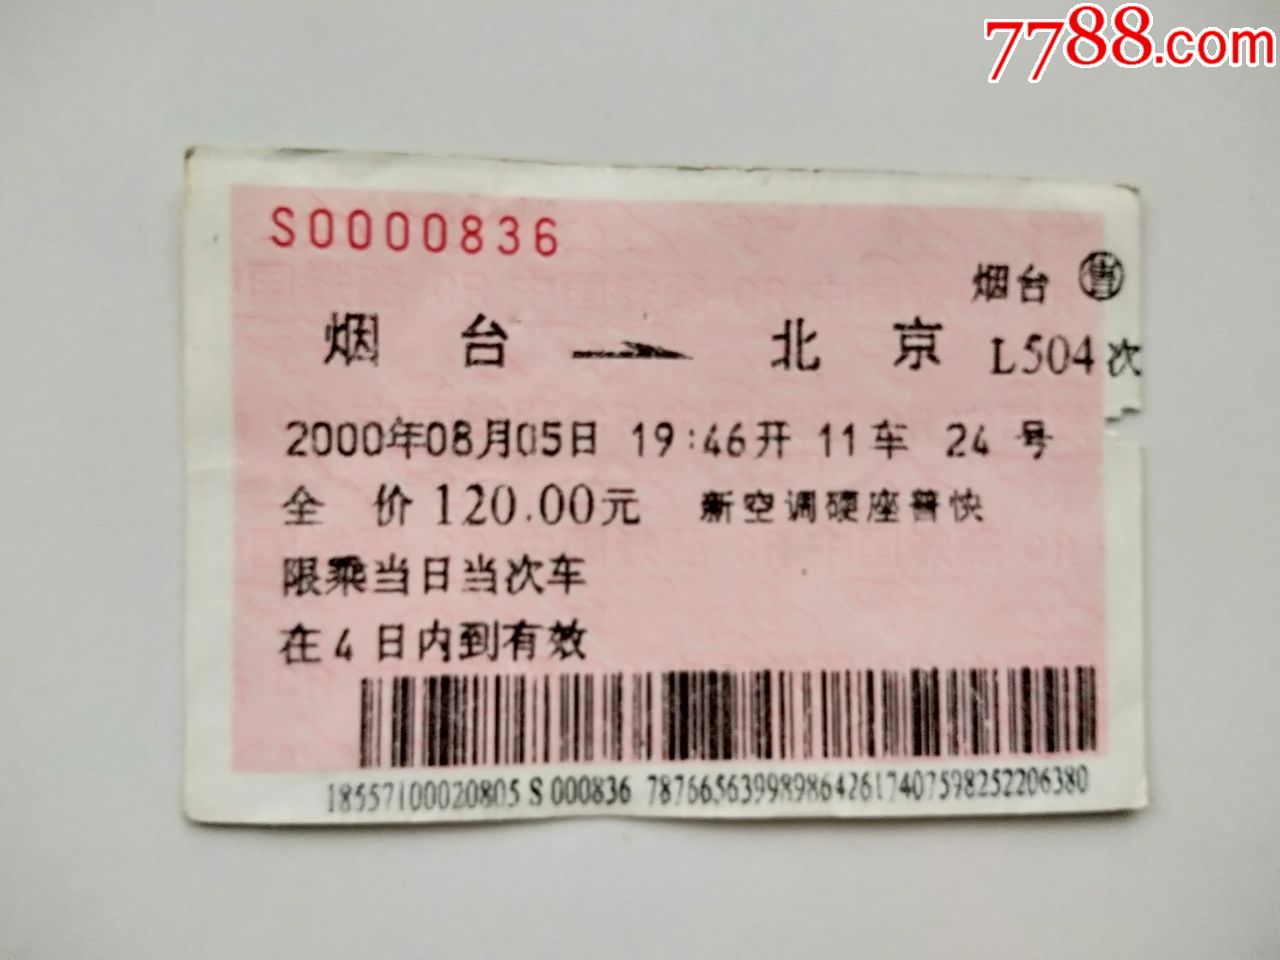 7788.com
S0000836
烟台 售
烟 台 北 京 L504次
2000年08月05日 19:46开 11车 24号
全 价 120.00元 新空调硬座普快
限乘当日当次车
在4日内到有效
18557100020805 S 000836 7876656399898642617407598252206380